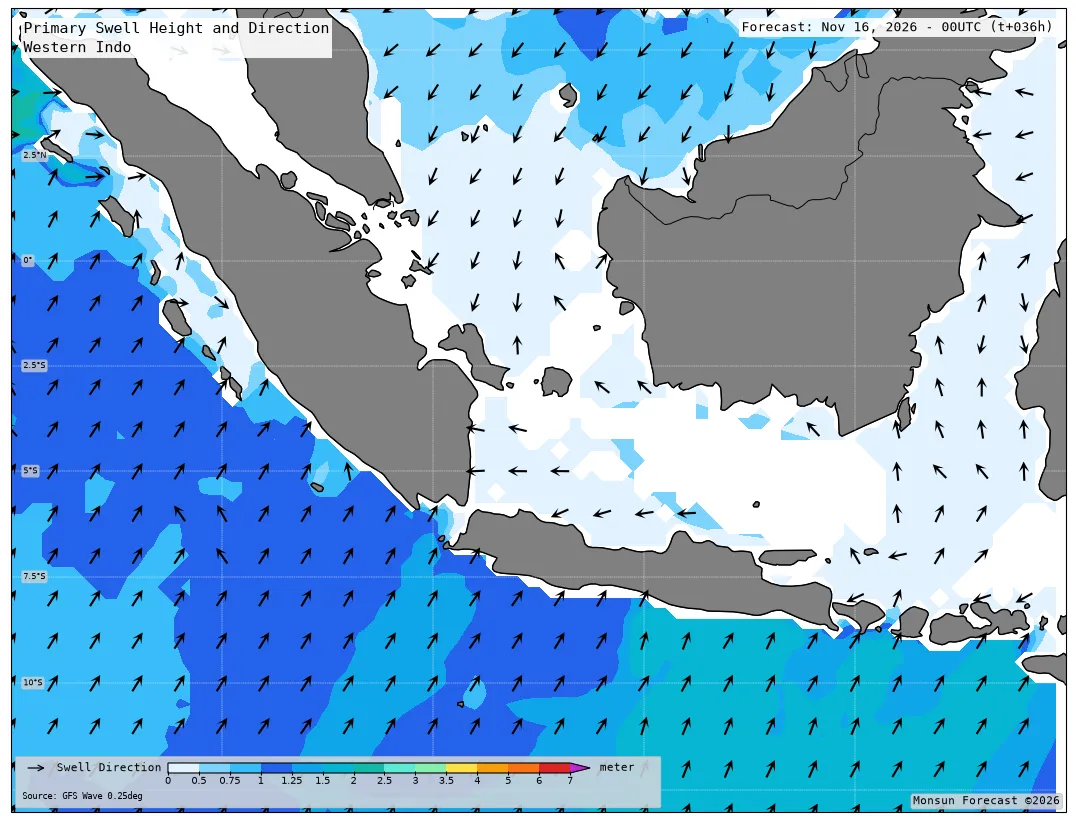 Primary Swell Height and Direction
Western Indo
Forecast: Nov 16, 2026 - 00UTC (t+036h)
2.5°N
0°
2.5°S
5°S
7.5°S
10°S
Swell Direction
0 0.5 0.75 1 1.25 1.5 2 2.5 3 3.5 4 5 6 7
meter
Source: GFS Wave 0.25deg
Monsun Forecast ©2026